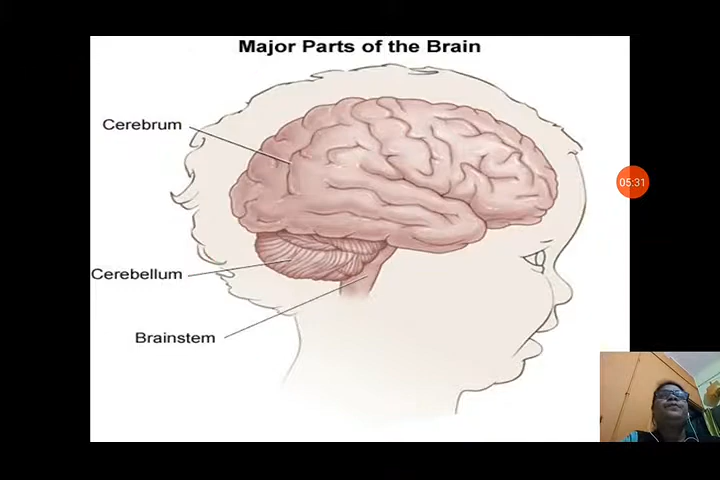 Major Parts of the Brain
Cerebrum
05:31
Cerebellum
Brainstem